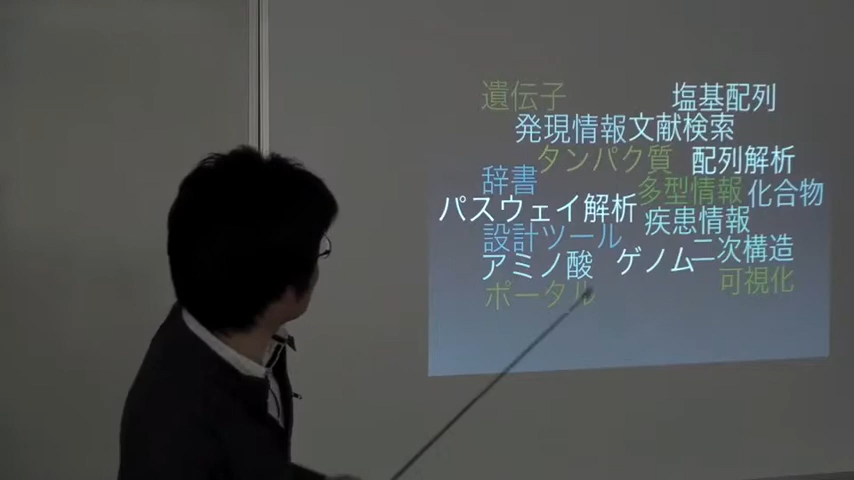 遺伝子 塩基配列
発現情報 文献検索
タンパク質 配列解析
辞書 多型情報 化合物
パスウェイ解析 疾患情報
設計ツール 二次構造
アミノ酸 ゲノム
ポータル 可視化